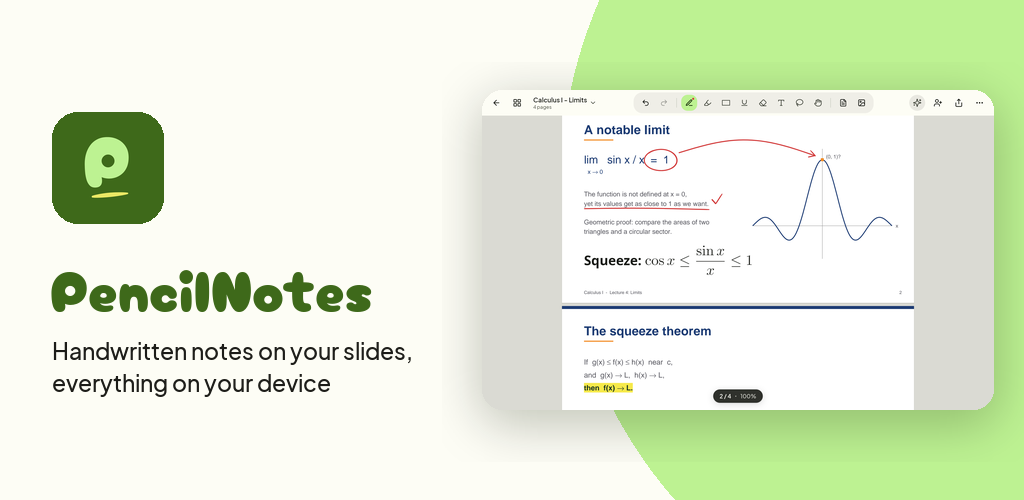 PencilNotes
Handwritten notes on your slides,
everything on your device
Calculus I - Limits
4 pages
A notable limit
lim sin x / x = 1
x → 0
(0, 1)?
The function is not defined at x = 0,
yet its values get as close to 1 as we want.
Geometric proof: compare the areas of two
triangles and a circular sector.
x
Squeeze: cos x ≤ sin x / x ≤ 1
Calculus I · Lecture 4: Limits
2
The squeeze theorem
If g(x) ≤ f(x) ≤ h(x) near c,
and g(x) → L, h(x) → L,
then f(x) → L.
2 / 4 · 100%